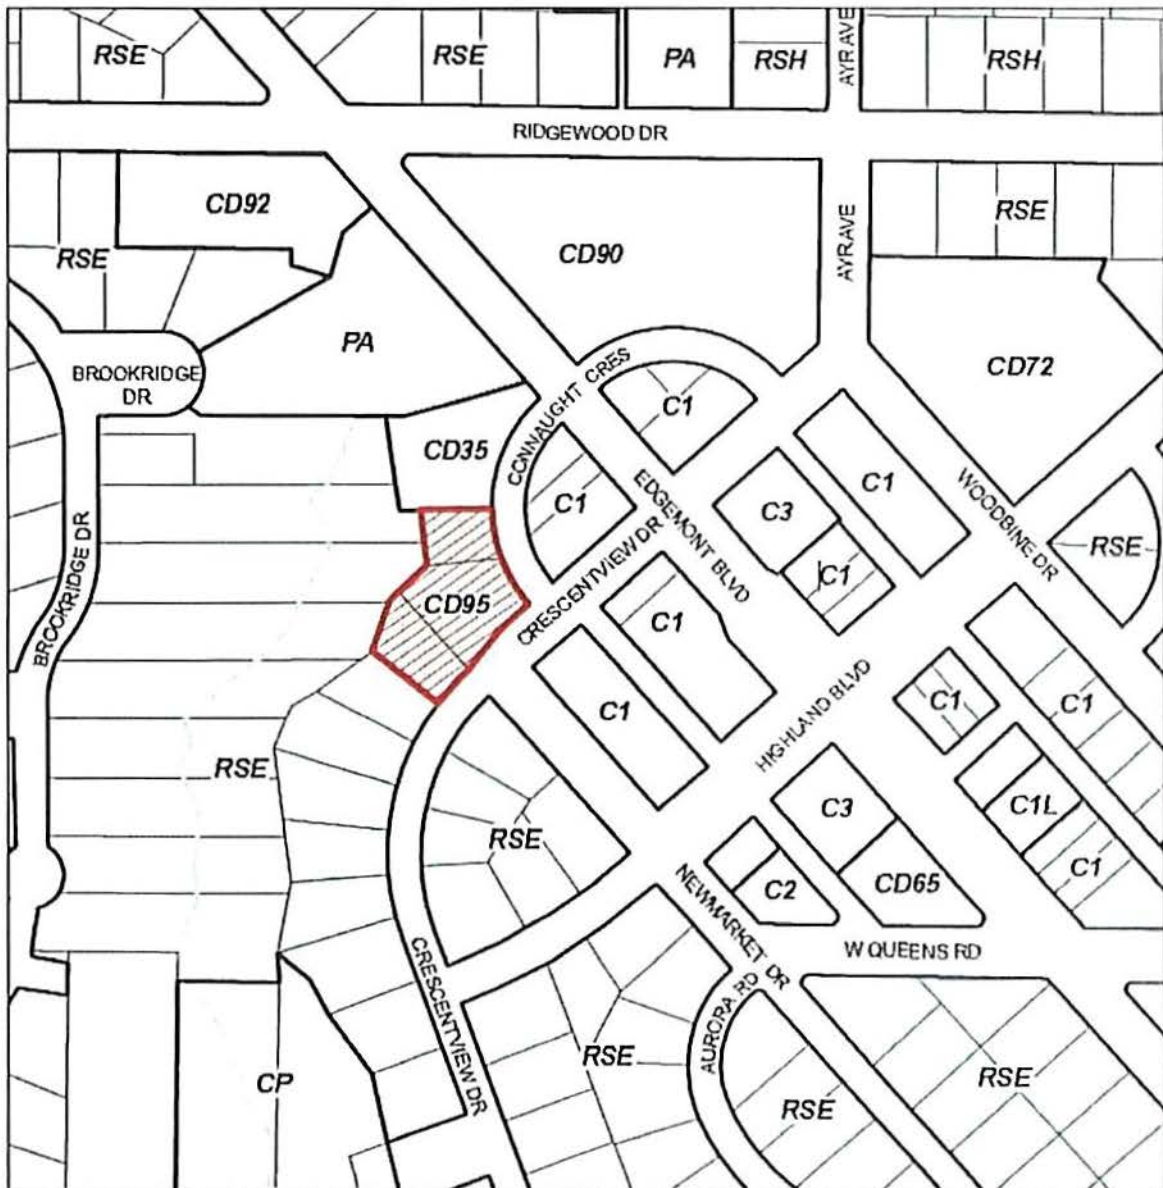 RSE
RSE
PA
RSH
AYR AVE
RSH
RIDGEWOOD DR
CD92
CD90
AYR AVE
RSE
RSE
PA
BROOKRIDGE
DR
CD72
CONNAUGHT CRES
C1
CD35
C1
EDGEMONT BLVD
C3
C1
WOODBINE DR
RSE
C1
BROOKRIDGE DR
CD95
CRESCENTVIEW DR
C1
C1
HIGHLAND BLVD
C1
C1
RSE
RSE
C3
C1L
C1
C2
CD65
NEWMARKET DR
W QUEENS RD
CRESCENTVIEW DR
AURORA RD
RSE
CP
RSE
RSE